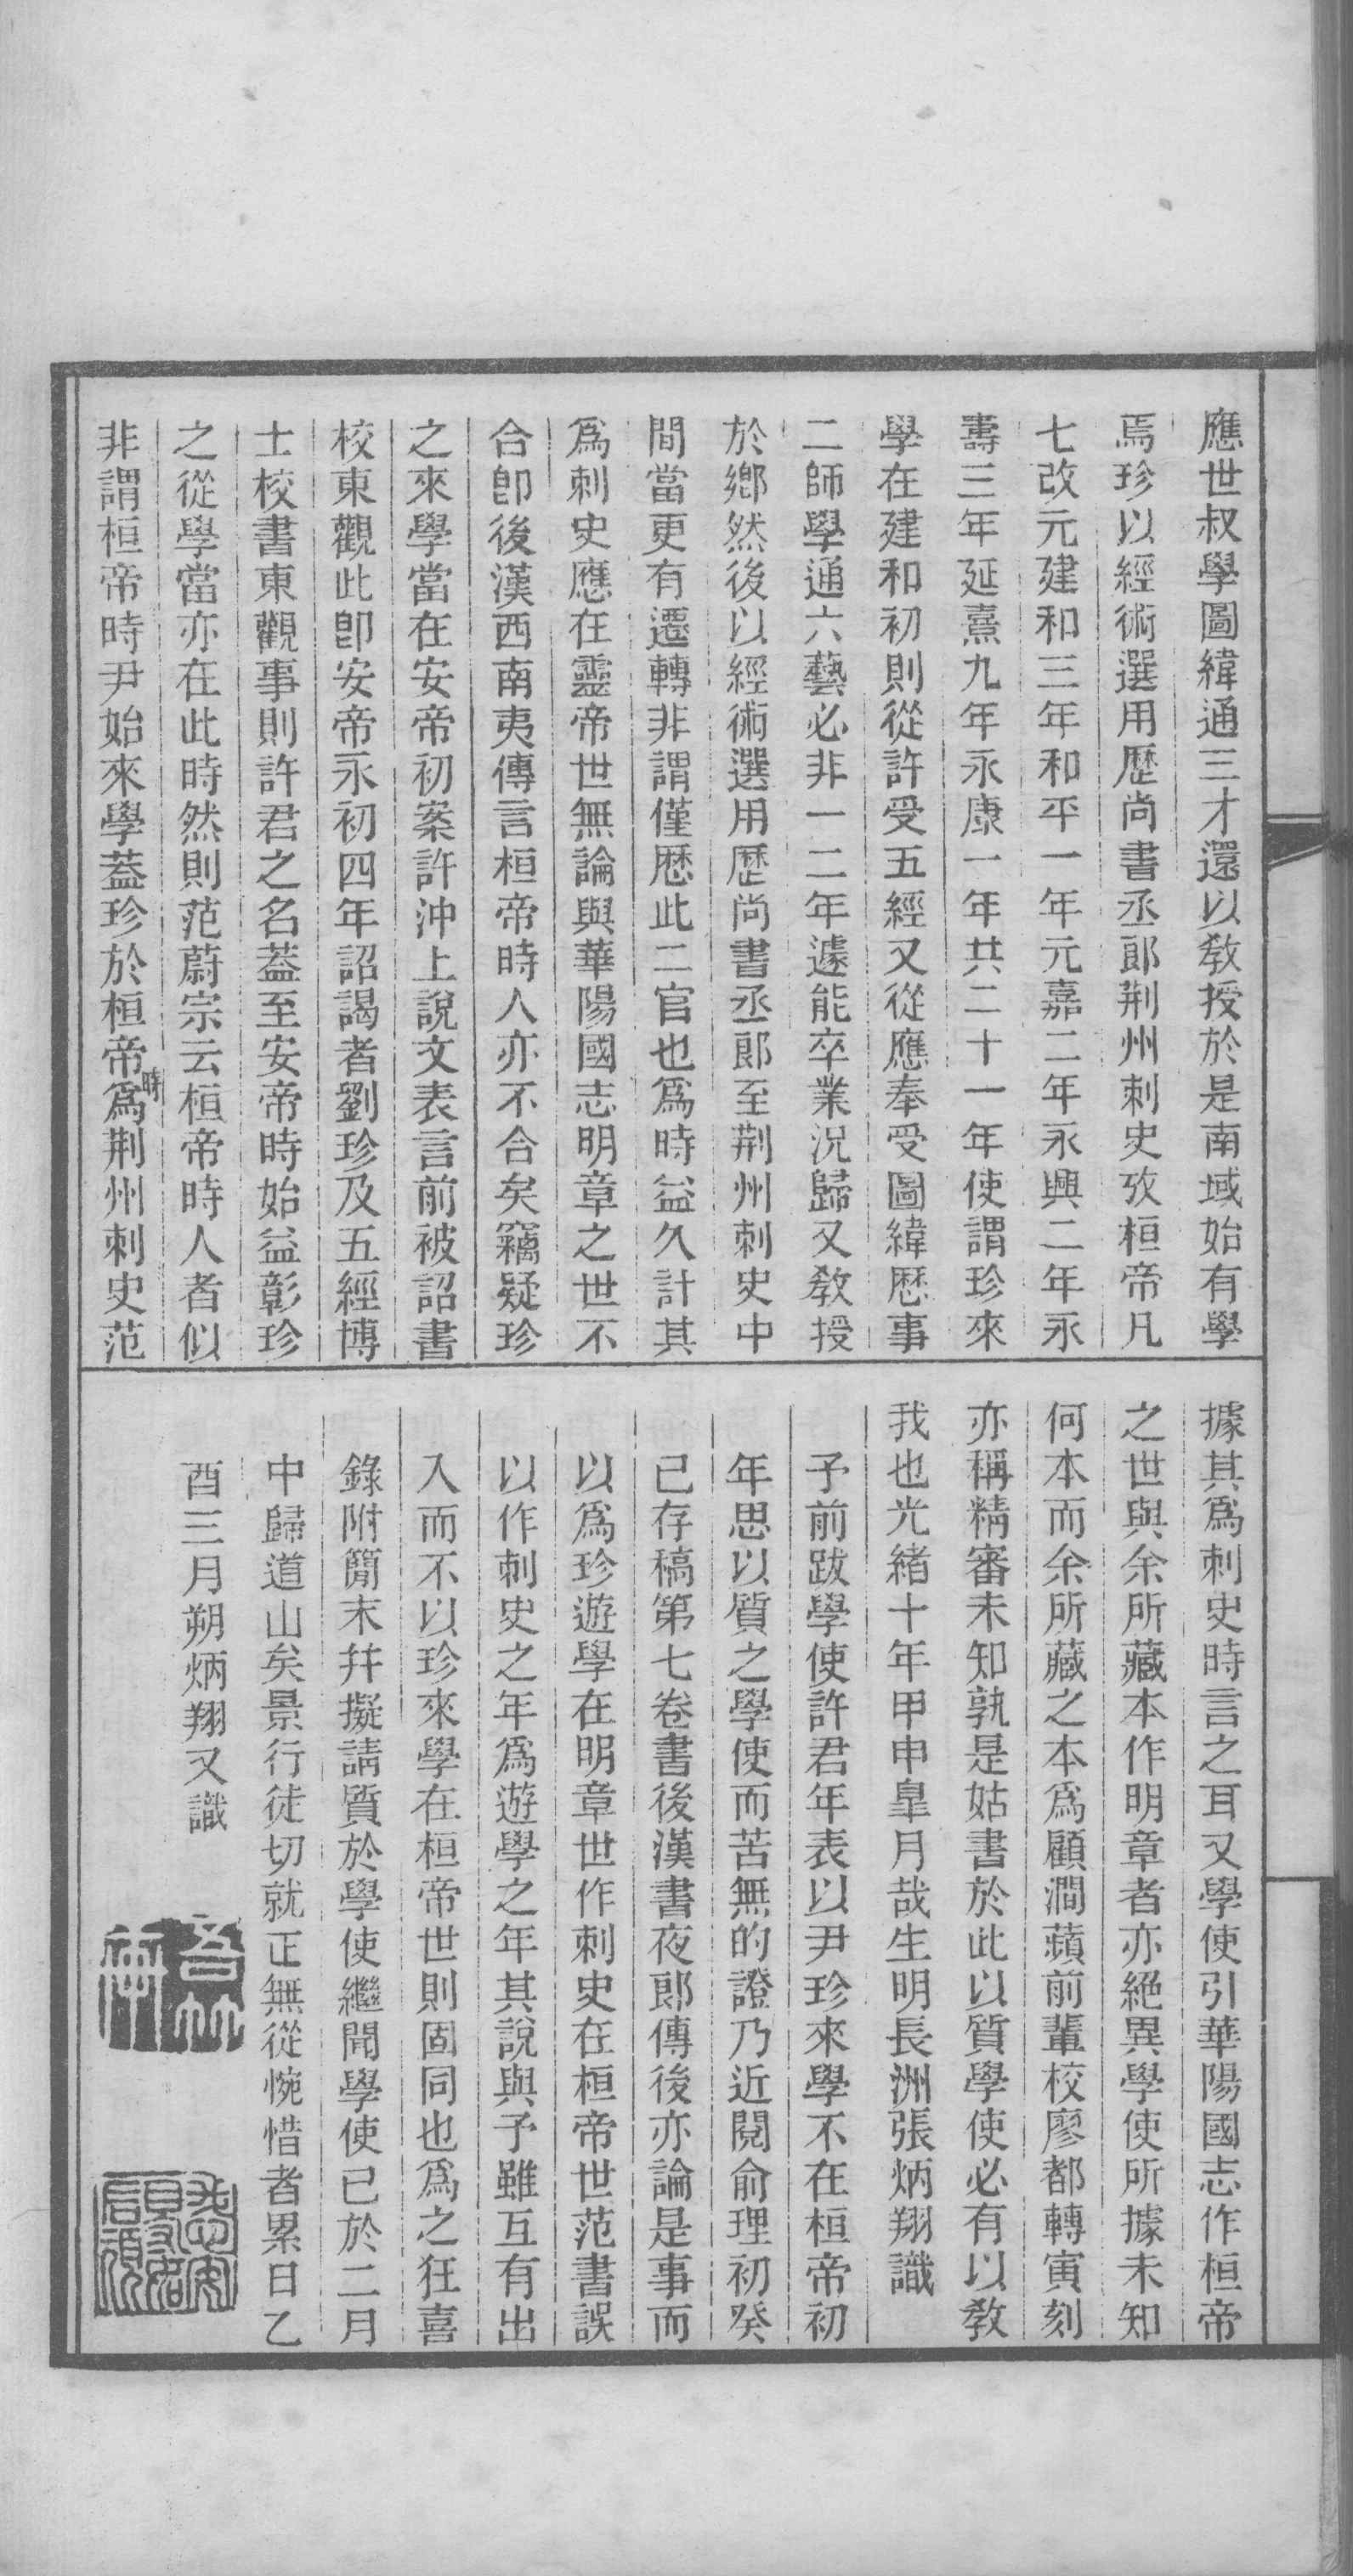 應世叔學圖緯通三才還以敎授於是南域始有學
焉珍以經術選用歷尚書丞郞荆州刺史攷桓帝凡
七改元建和三年和平一年元嘉二年永興二年永
壽三年延熹九年永康一年共二十一年使謂珍來
學在建和初則從許受五經又從應奉受圖緯歷事
二師學通六藝必非一二年遽能卒業況歸又敎授
於鄉然後以經術選用歷尚書丞郞至荆州刺史中
間當更有遷轉非謂僅歷此二官也爲時益久計其
爲刺史應在靈帝世無論與華陽國志明章之世不
合卽後漢西南夷傳言桓帝時人亦不合矣竊疑珍
之來學當在安帝初案許沖上說文表言前被詔書
校東觀此卽安帝永初四年詔謁者劉珍及五經博
士校書東觀事則許君之名蓋至安帝時始益彰珍
之從學當亦在此時然則范蔚宗云桓帝時人者似
非謂桓帝時尹始來學蓋珍於桓帝時爲荆州刺史范
據其爲刺史時言之耳又學使引華陽國志作桓帝
之世與余所藏本作明章者亦絕異學使所據未知
何本而余所藏之本爲顧澗蘋前輩校廖都轉寅刻
亦稱精審未知孰是姑書於此以質學使必有以敎
我也光緒十年甲申皐月哉生明長洲張炳翔識
予前跋學使許君年表以尹珍來學不在桓帝初
年思以質之學使而苦無的證乃近閱俞理初癸
已存稿第七卷書後漢書夜郞傳後亦論是事而
以爲珍遊學在明章世作刺史在桓帝世范書誤
以作刺史之年爲遊學之年其說與予雖互有出
入而不以珍來學在桓帝世則固同也爲之狂喜
錄附簡末幷擬請質於學使繼聞學使已於二月
中歸道山矣景行徒切就正無從惋惜者累日乙
酉三月朔炳翔又識